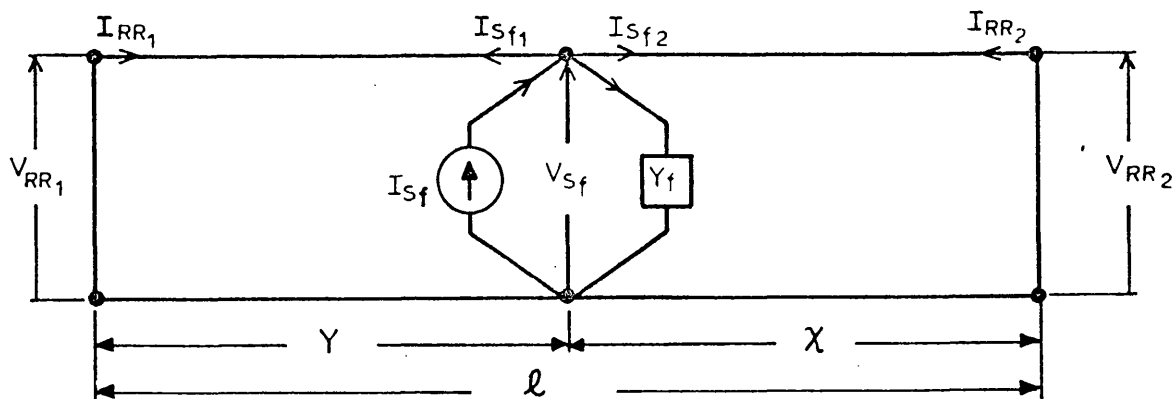 I_RR1 I_Sf1 I_Sf2 I_RR2
V_RR1 I_Sf V_Sf Y_f V_RR2
Y χ
ℓ